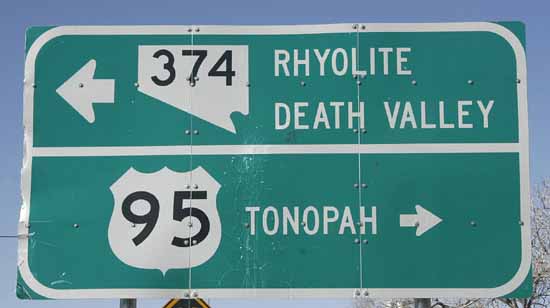 374 RHYOLITE
DEATH VALLEY
95 TONOPAH